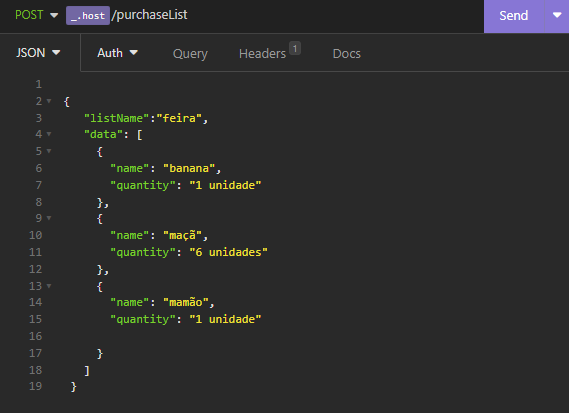 POST _.host /purchaseList Send
JSON Auth Query Headers 1 Docs
1
2 {
3 "listName":"feira",
4 "data": [
5 {
6 "name": "banana",
7 "quantity": "1 unidade"
8 },
9 {
10 "name": "maçã",
11 "quantity": "6 unidades"
12 },
13 {
14 "name": "mamão",
15 "quantity": "1 unidade"
16
17 }
18 ]
19 }